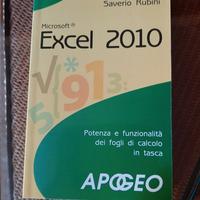 Saverio Rubini
Microsoft®
Excel 2010
Potenza e funzionalità
dei fogli di calcolo
in tasca
APOGEO